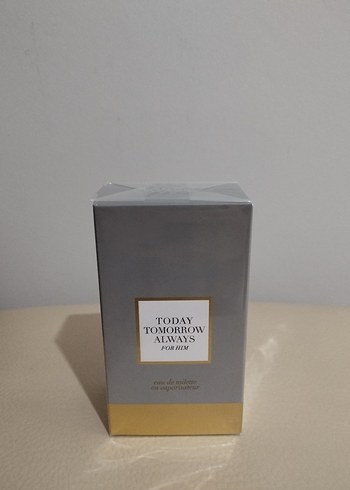 TODAY
TOMORROW
ALWAYS
FOR HIM
eau de toilette
en vaporisateur